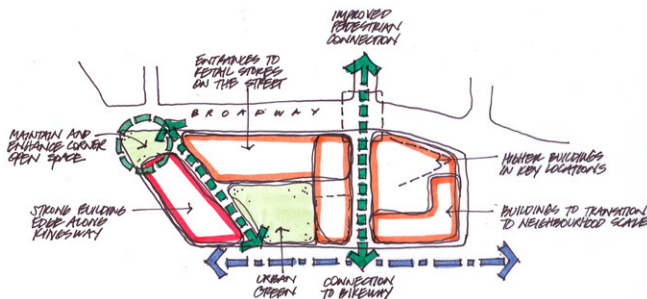 IMPROVED
PEDESTRIAN
CONNECTION
ENTRANCES TO
RETAIL STORES
ON THE STREET
BROADWAY
MAINTAIN AND
ENHANCE CORNER
OPEN SPACE
HIGHER BUILDINGS
IN KEY LOCATIONS
STRONG BUILDING
EDGE ALONG
KINGSWAY
BUILDINGS TO TRANSITION
TO NEIGHBOURHOOD SCALE
URBAN
GREEN
CONNECTION
TO BIKEWAY